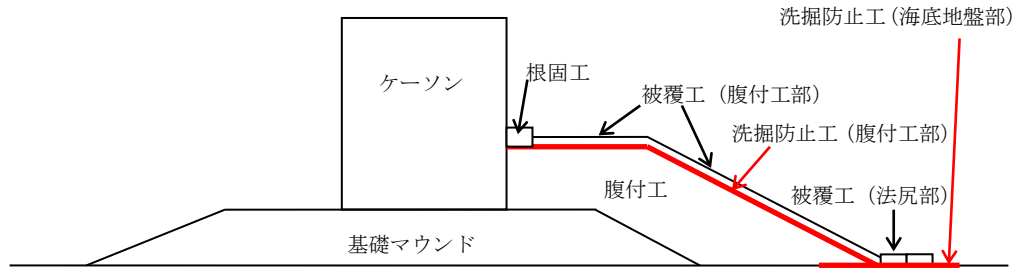 洗掘防止工（海底地盤部）
ケーソン
根固工
被覆工（腹付工部）
洗掘防止工（腹付工部）
腹付工
被覆工（法尻部）
基礎マウンド